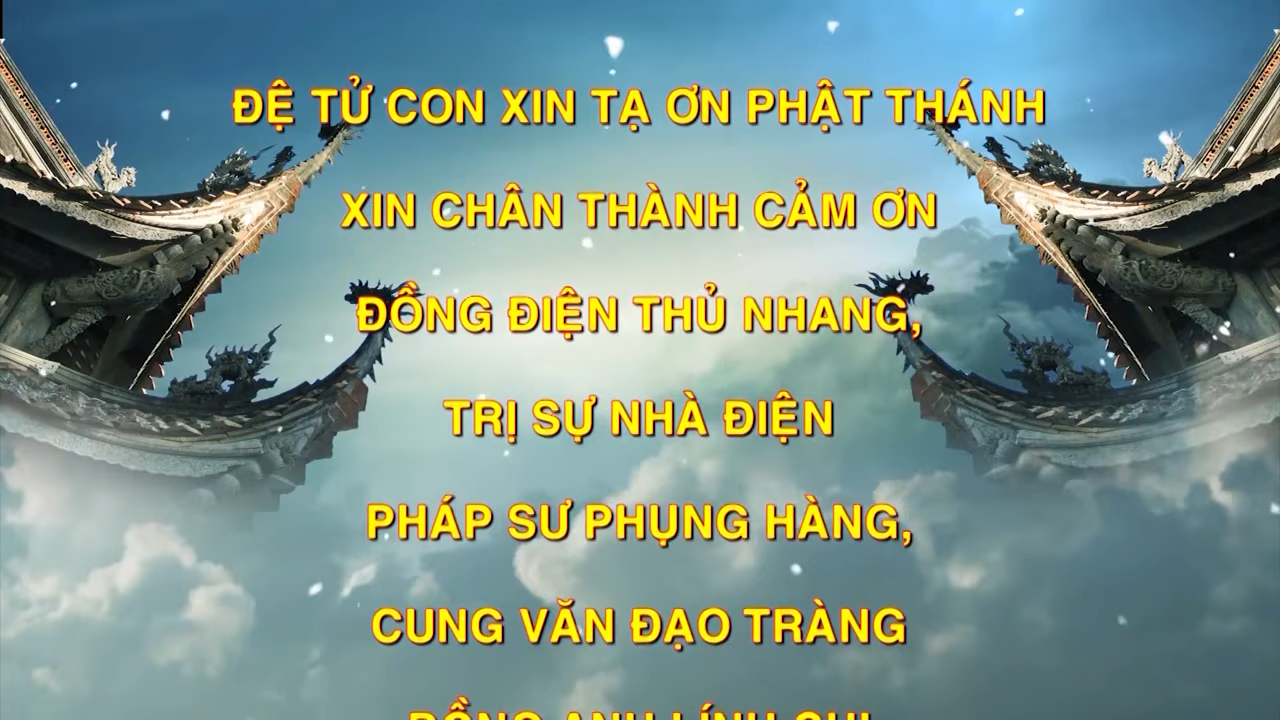 ĐỆ TỬ CON XIN TẠ ƠN PHẬT THÁNH
XIN CHÂN THÀNH CẢM ƠN
ĐỒNG ĐIỆN THỦ NHANG,
TRỊ SỰ NHÀ ĐIỆN
PHÁP SƯ PHỤNG HÀNG,
CUNG VĂN ĐẠO TRÀNG